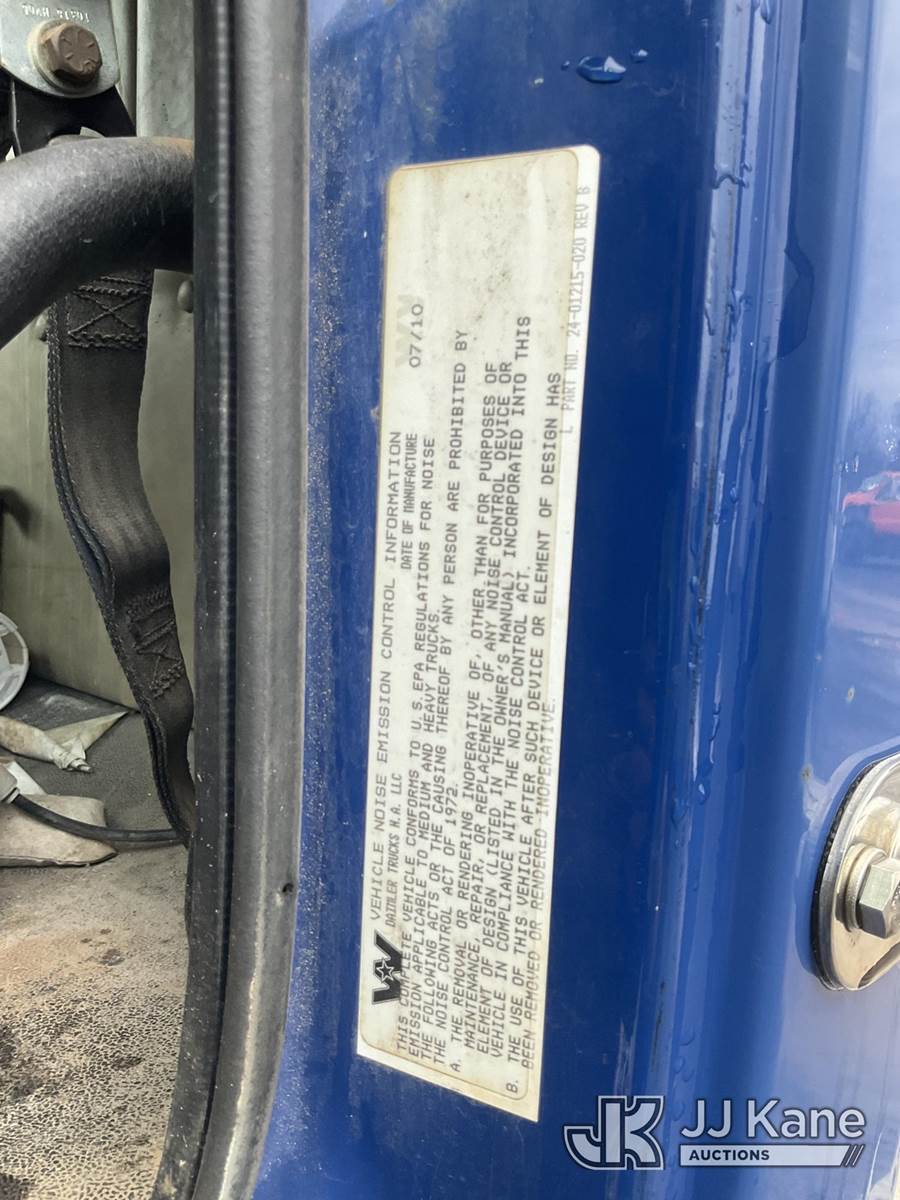 VEHICLE NOISE EMISSION CONTROL INFORMATION
DAIMLER TRUCKS N.A. LLC DATE OF MANUFACTURE 07/10
THIS COMPLETE VEHICLE CONFORMS TO U.S.EPA REGULATIONS FOR NOISE
EMISSION APPLICABLE TO MEDIUM AND HEAVY TRUCKS.
THE FOLLOWING ACTS OR THE CAUSING THEREOF BY ANY PERSON ARE PROHIBITED BY
THE NOISE CONTROL ACT OF 1972.
A. THE REMOVAL OR RENDERING INOPERATIVE OF, OTHER THAN FOR PURPOSES OF
MAINTENANCE, REPAIR, OR REPLACEMENT, OF ANY NOISE CONTROL DEVICE OR
ELEMENT OF DESIGN (LISTED IN THE OWNER'S MANUAL) INCORPORATED INTO THIS
VEHICLE IN COMPLIANCE WITH THE NOISE CONTROL ACT.
B. THE USE OF THIS VEHICLE AFTER SUCH DEVICE OR ELEMENT OF DESIGN HAS
BEEN REMOVED OR RENDERED INOPERATIVE.
L PART NO. 24-01215-020 REV B
JK JJ Kane
AUCTIONS